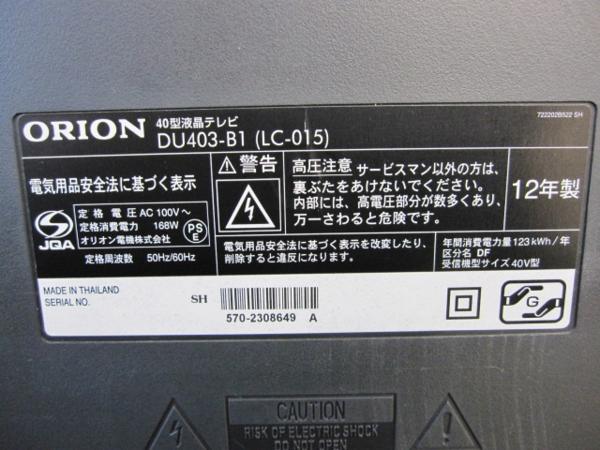 722202B522 SH
ORION
40型液晶テレビ
DU403-B1 (LC-015)
電気用品安全法に基づく表示
JQA
定格電圧 AC 100V～
定格消費電力 168W
オリオン電機株式会社
PSE
定格周波数 50Hz/60Hz
⚠警告
高圧注意 サービスマン以外の方は、
裏ぶたをあけないでください。
内部には、高電圧部分が数多くあり、
万一さわると危険です。
12年製
電気用品安全法に基づく表示を改変したり、
削除すると違反になります。
年間消費電力量 123 kWh/年
区分名 DF
受信機型サイズ 40V型
MADE IN THAILAND
SERIAL NO.
SH
570-2308649 A
G
CAUTION
RISK OF ELECTRIC SHOCK
DO NOT OPEN